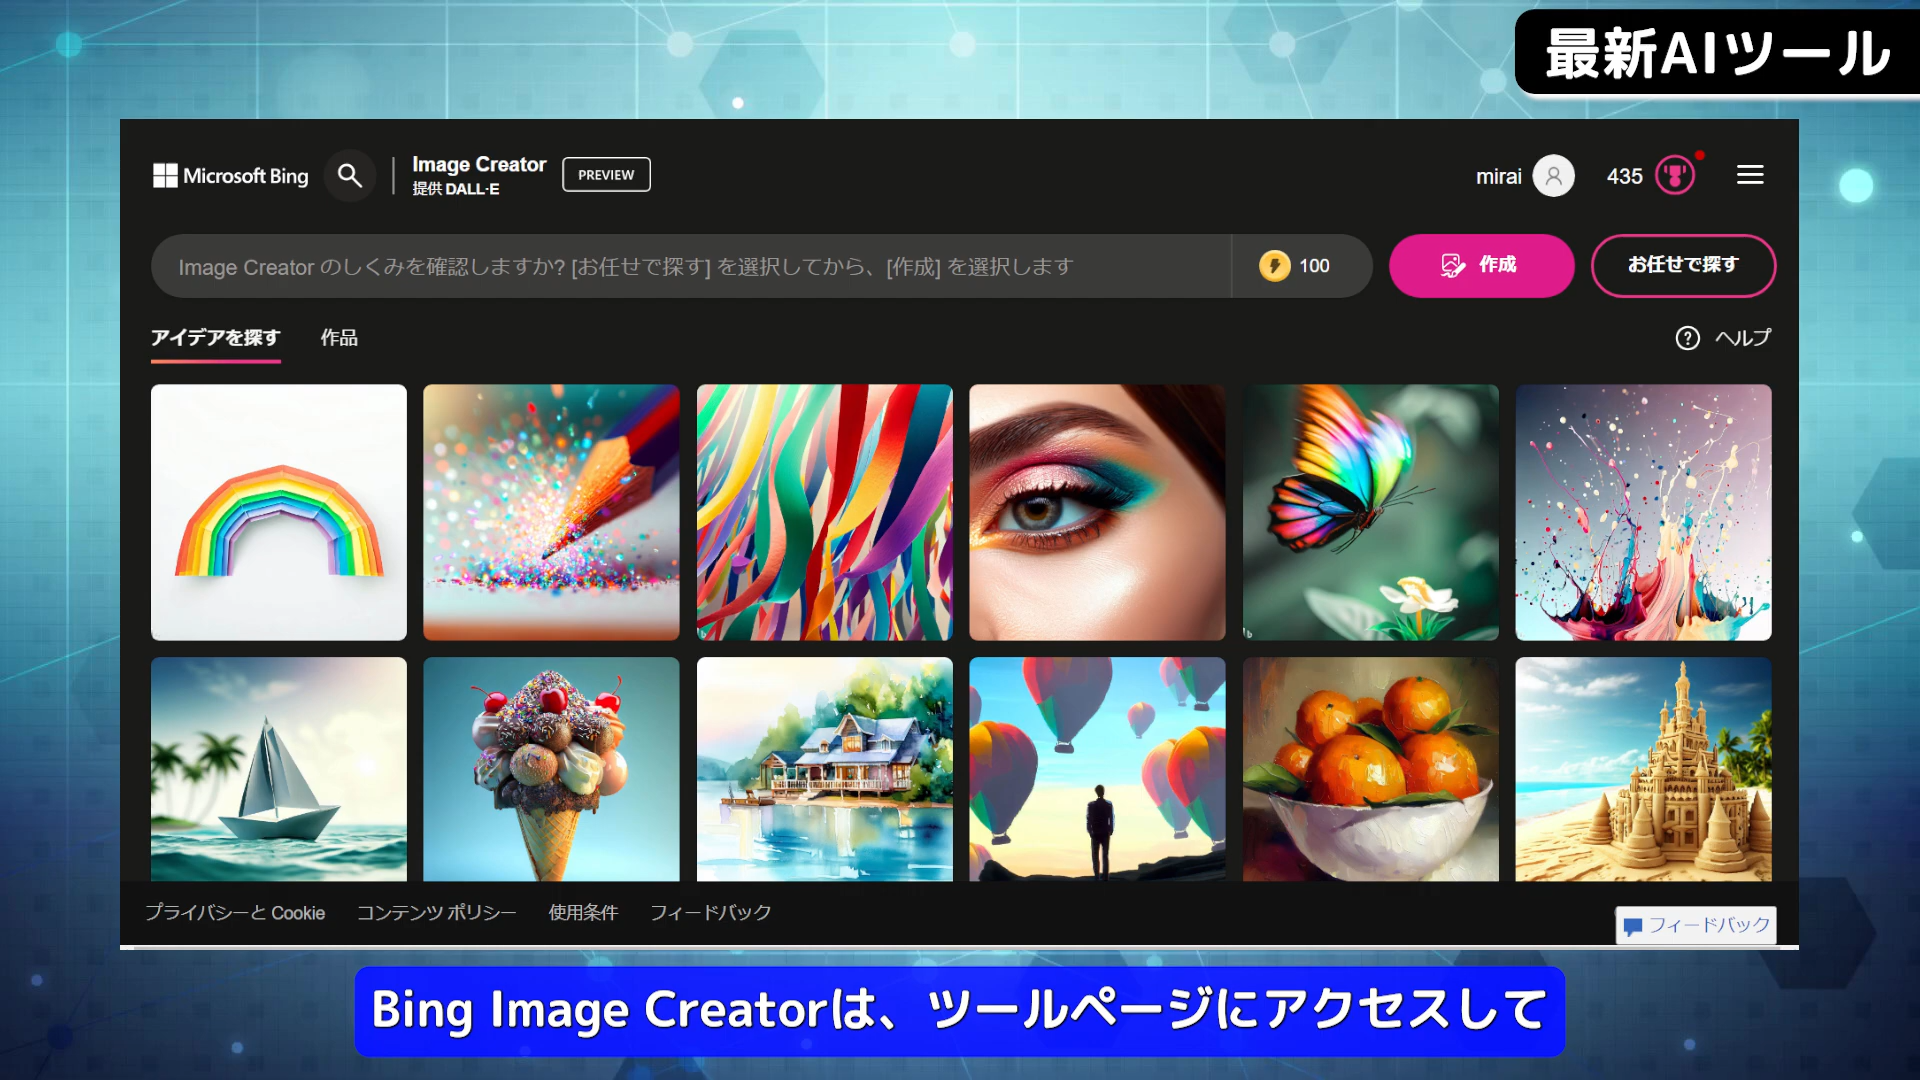 最新AIツール
Microsoft Bing
Image Creator
提供 DALL·E
PREVIEW
mirai
435
Image Creator のしくみを確認しますか? [お任せで探す] を選択してから、[作成] を選択します
100
作成
お任せで探す
アイデアを探す
作品
ヘルプ
プライバシーと Cookie
コンテンツ ポリシー
使用条件
フィードバック
フィードバック
Bing Image Creatorは、ツールページにアクセスして